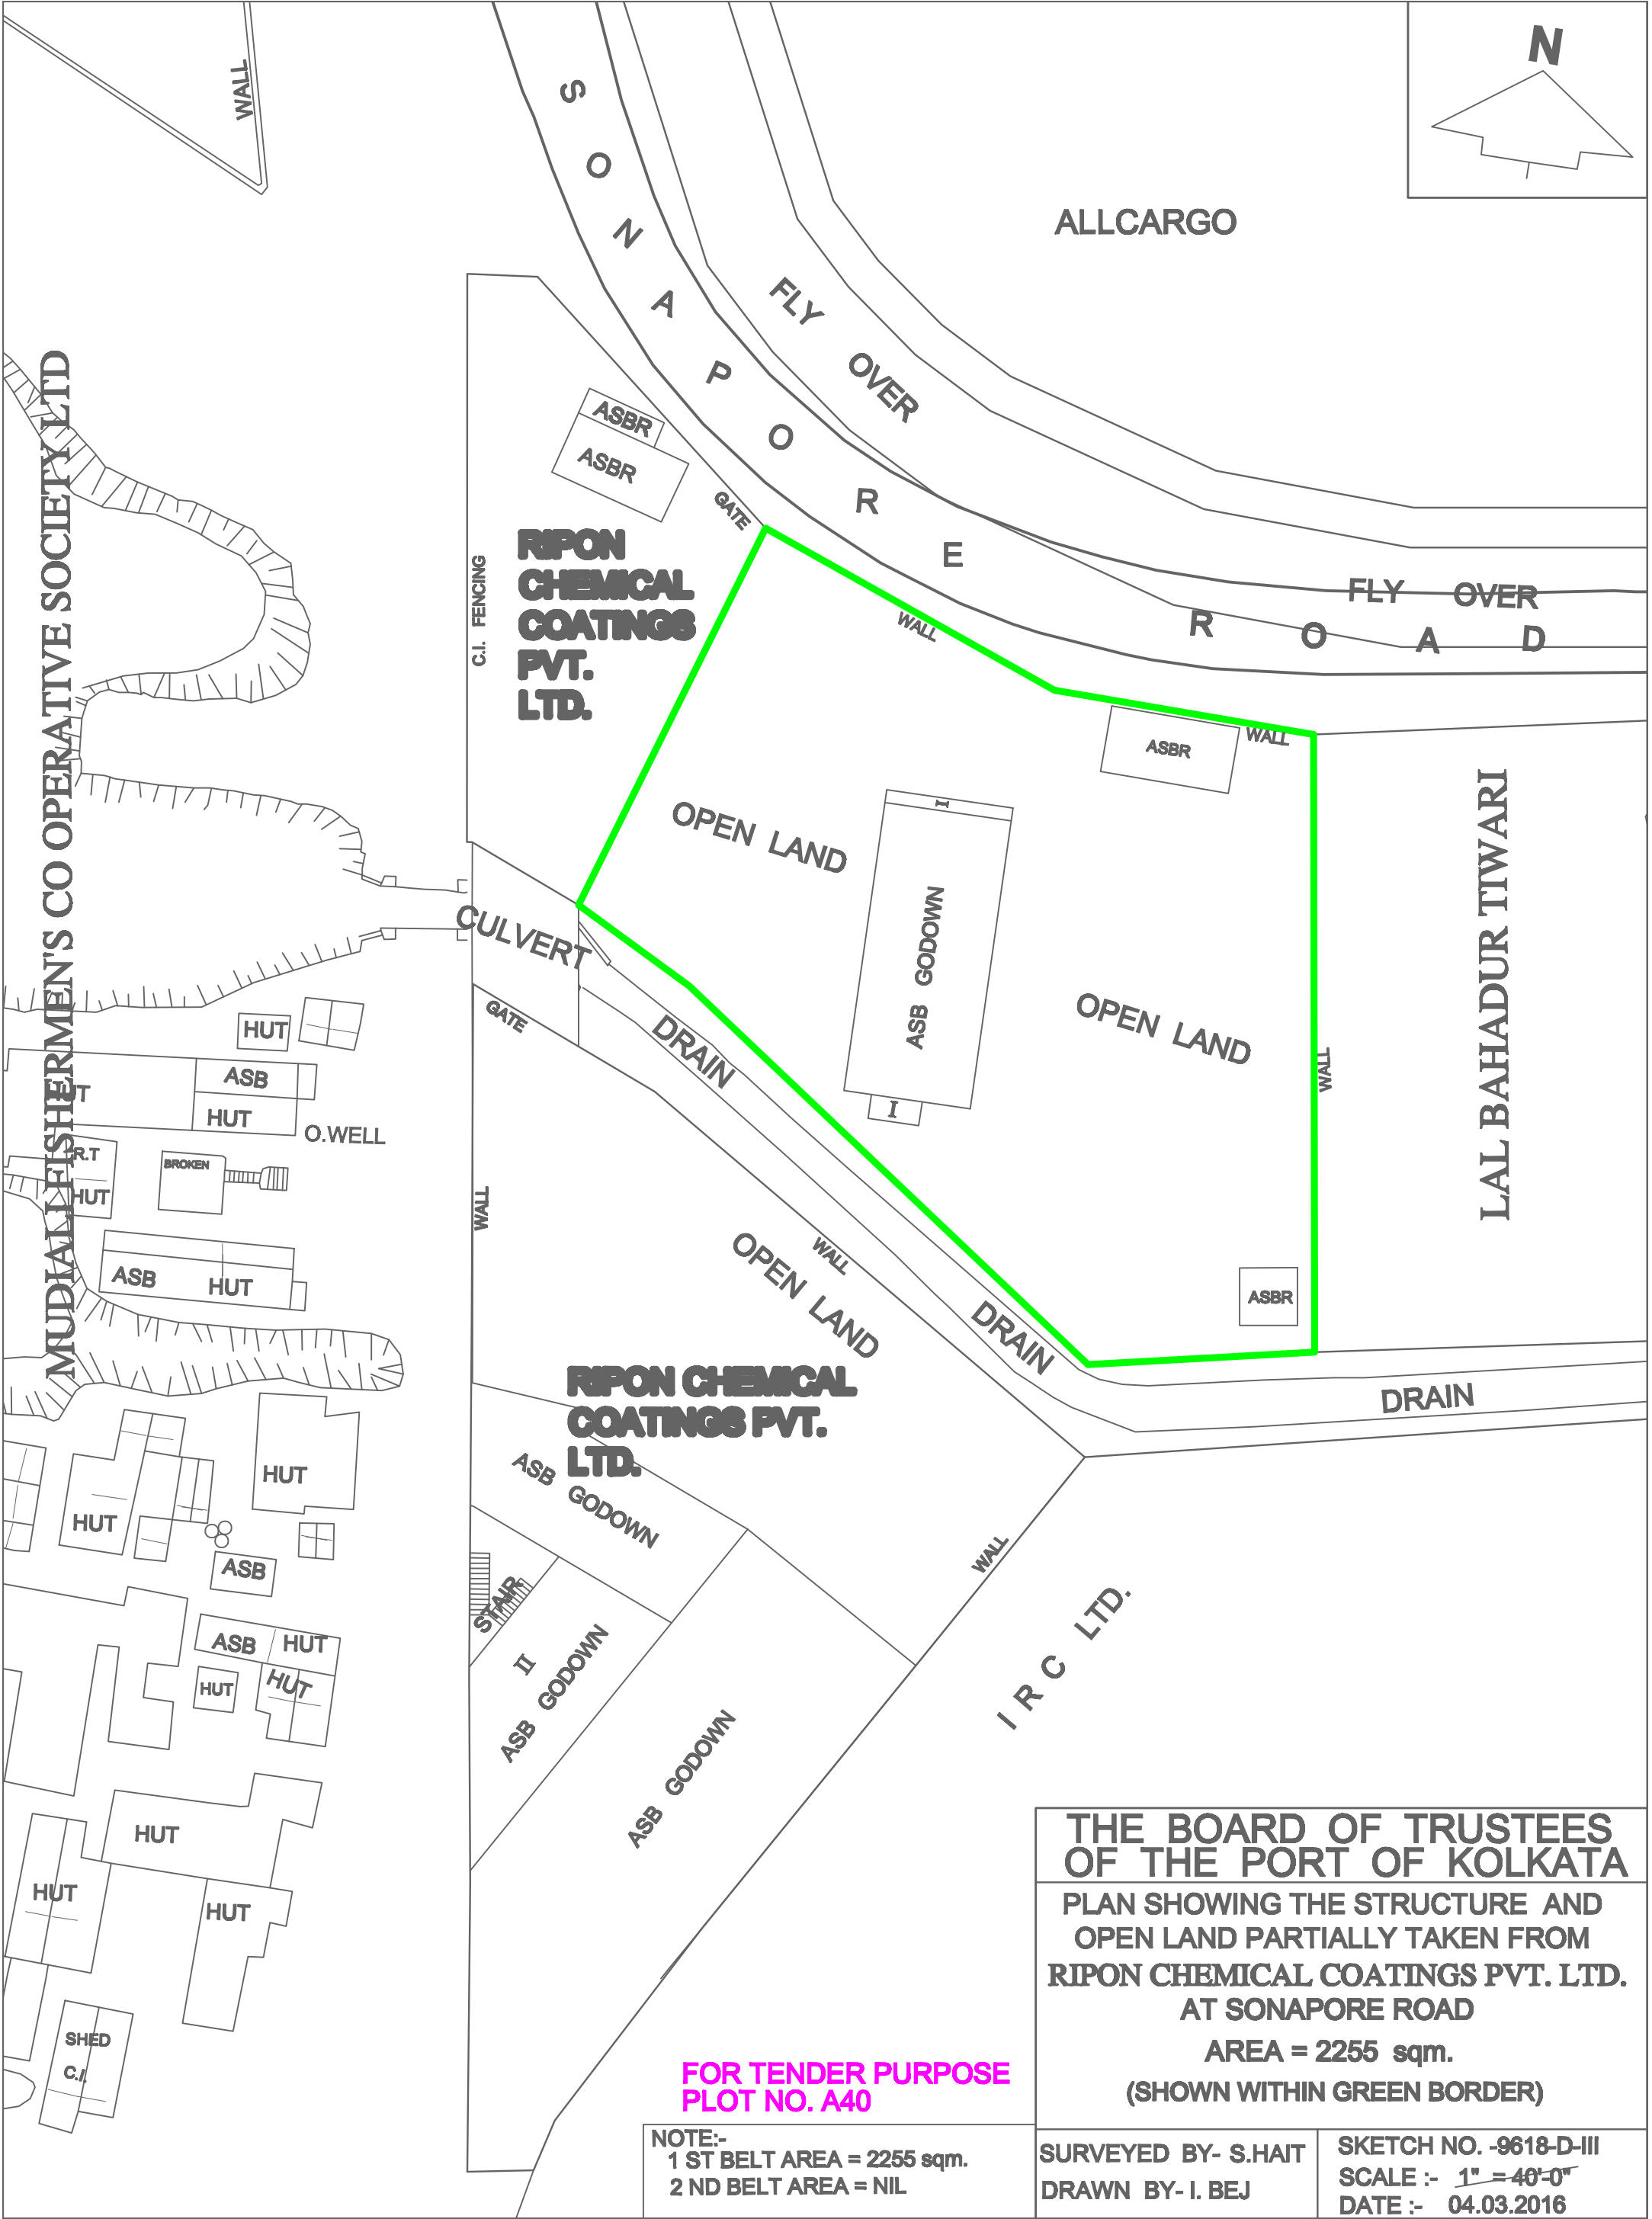 N
WALL
SONAPORE ROAD
FLY OVER
ALLCARGO
FLY OVER
ASBR
ASBR
GATE
C.I. FENCING
RIPON
CHEMICAL
COATINGS
PVT.
LTD.
MUDIALI FISHERMEN'S CO OPERATIVE SOCIETY LTD
WALL
WALL
ASBR
OPEN LAND
I
ASB GODOWN
I
OPEN LAND
WALL
LAL BAHADUR TIWARI
CULVERT
GATE
DRAIN
HUT
ASB
HUT
HUT
O.WELL
R.T
HUT
BROKEN
WALL
ASB HUT
OPEN LAND
WALL
ASBR
DRAIN
DRAIN
RIPON CHEMICAL
COATINGS PVT.
LTD.
HUT
HUT
ASB
ASB GODOWN
WALL
STAIR
II
ASB GODOWN
ASB GODOWN
I R C LTD.
ASB HUT
HUT
HUT
HUT
HUT
HUT
SHED
C.I.
THE BOARD OF TRUSTEES
OF THE PORT OF KOLKATA
PLAN SHOWING THE STRUCTURE AND
OPEN LAND PARTIALLY TAKEN FROM
RIPON CHEMICAL COATINGS PVT. LTD.
AT SONAPORE ROAD
AREA = 2255 sqm.
(SHOWN WITHIN GREEN BORDER)
FOR TENDER PURPOSE
PLOT NO. A40
NOTE:-
1 ST BELT AREA = 2255 sqm.
2 ND BELT AREA = NIL
SURVEYED BY- S.HAIT
DRAWN BY- I. BEJ
SKETCH NO. -9618-D-III
SCALE :- 1" = 40'-0"
DATE :- 04.03.2016